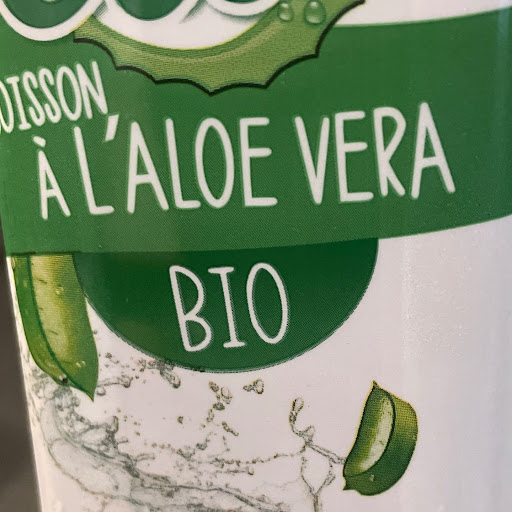 OISSON
À L'ALOE VERA
BIO